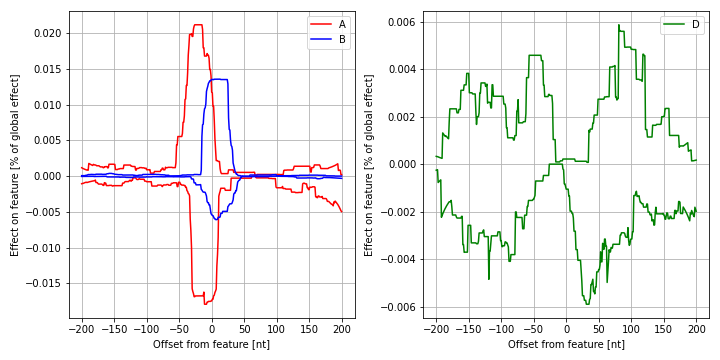 A
B
0.020
0.015
0.010
0.005
0.000
−0.005
−0.010
−0.015
Effect on feature [% of global effect]
−200 −150 −100 −50 0 50 100 150 200
Offset from feature [nt]
D
0.006
0.004
0.002
0.000
−0.002
−0.004
−0.006
Effect on feature [% of global effect]
−200 −150 −100 −50 0 50 100 150 200
Offset from feature [nt]